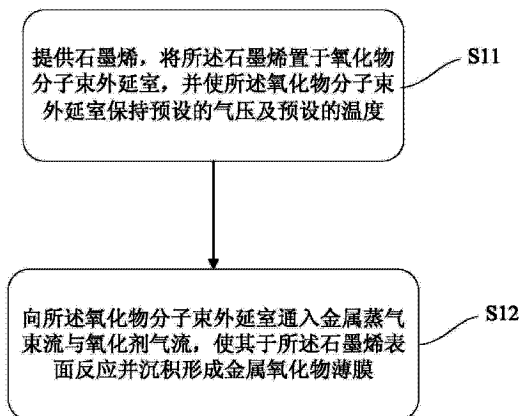 提供石墨烯，将所述石墨烯置于氧化物
分子束外延室，并使所述氧化物分子束
外延室保持预设的气压及预设的温度
S11
向所述氧化物分子束外延室通入金属蒸气
束流与氧化剂气流，使其于所述石墨烯表
面反应并沉积形成金属氧化物薄膜
S12